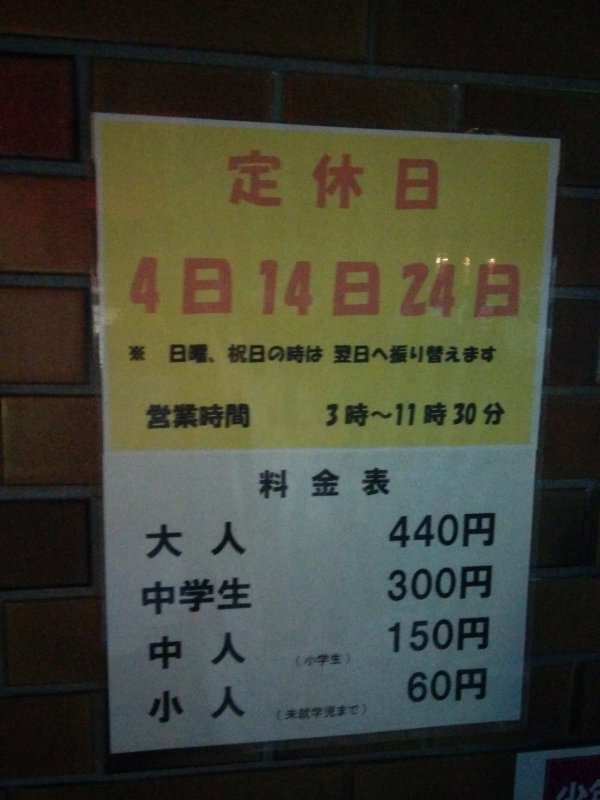 定休日
4日 14日 24日
※ 日曜、祝日の時は 翌日へ振り替えます
営業時間 3時～11時30分
料金表
大人 440円
中学生 300円
中人 (小学生) 150円
小人 (未就学児まで) 60円